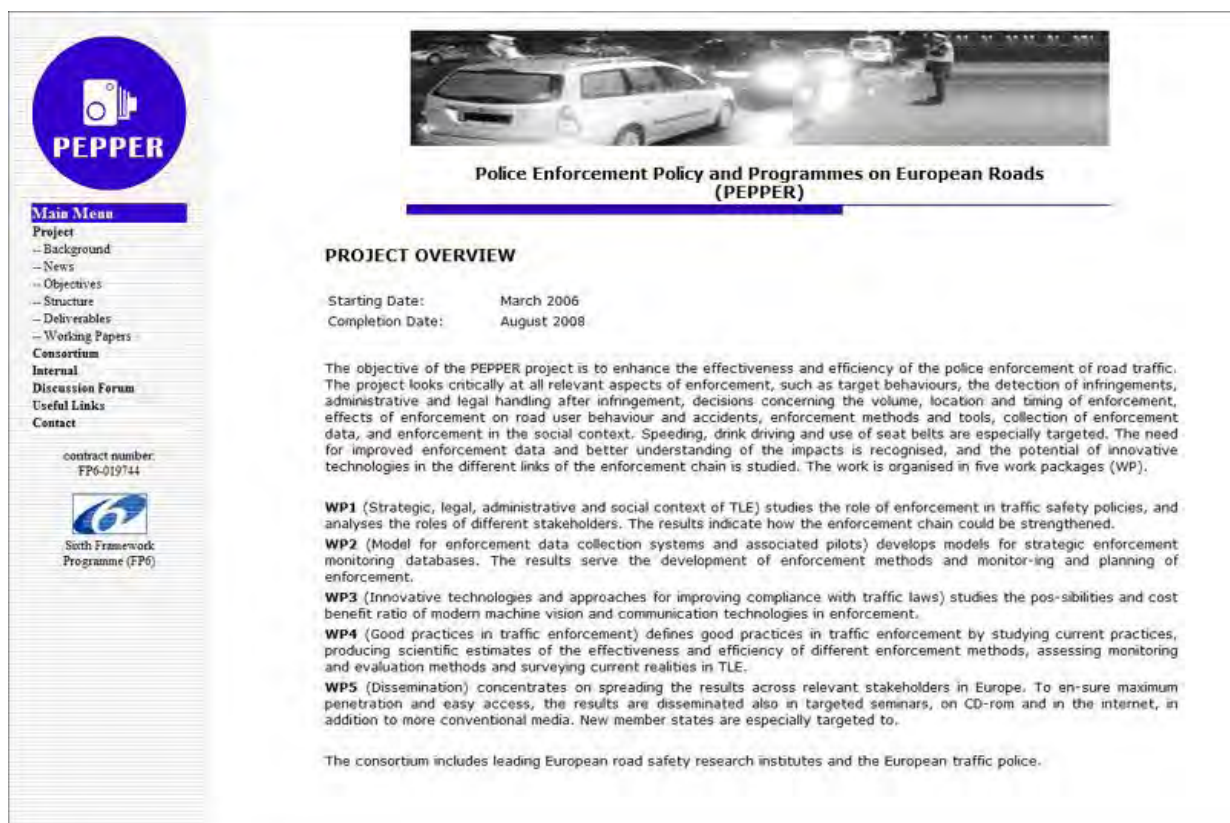 PEPPER
Main Menu
Project
-- Background
-- News
-- Objectives
-- Structure
-- Deliverables
-- Working Papers
Consortium
Internal
Discussion Forum
Useful Links
Contact
contract number:
FP6-019744
6
Sixth Framework
Programme (FP6)
Police Enforcement Policy and Programmes on European Roads
(PEPPER)
PROJECT OVERVIEW
Starting Date: March 2006
Completion Date: August 2008
The objective of the PEPPER project is to enhance the effectiveness and efficiency of the police enforcement of road traffic.
The project looks critically at all relevant aspects of enforcement, such as target behaviours, the detection of infringements,
administrative and legal handling after infringement, decisions concerning the volume, location and timing of enforcement,
effects of enforcement on road user behaviour and accidents, enforcement methods and tools, collection of enforcement
data, and enforcement in the social context. Speeding, drink driving and use of seat belts are especially targeted. The need
for improved enforcement data and better understanding of the impacts is recognised, and the potential of innovative
technologies in the different links of the enforcement chain is studied. The work is organised in five work packages (WP).
WP1 (Strategic, legal, administrative and social context of TLE) studies the role of enforcement in traffic safety policies, and
analyses the roles of different stakeholders. The results indicate how the enforcement chain could be strengthened.
WP2 (Model for enforcement data collection systems and associated pilots) develops models for strategic enforcement
monitoring databases. The results serve the development of enforcement methods and monitor-ing and planning of
enforcement.
WP3 (Innovative technologies and approaches for improving compliance with traffic laws) studies the pos-sibilities and cost
benefit ratio of modern machine vision and communication technologies in enforcement.
WP4 (Good practices in traffic enforcement) defines good practices in traffic enforcement by studying current practices,
producing scientific estimates of the effectiveness and efficiency of different enforcement methods, assessing monitoring
and evaluation methods and surveying current realities in TLE.
WP5 (Dissemination) concentrates on spreading the results across relevant stakeholders in Europe. To en-sure maximum
penetration and easy access, the results are disseminated also in targeted seminars, on CD-rom and in the internet, in
addition to more conventional media. New member states are especially targeted to.
The consortium includes leading European road safety research institutes and the European traffic police.